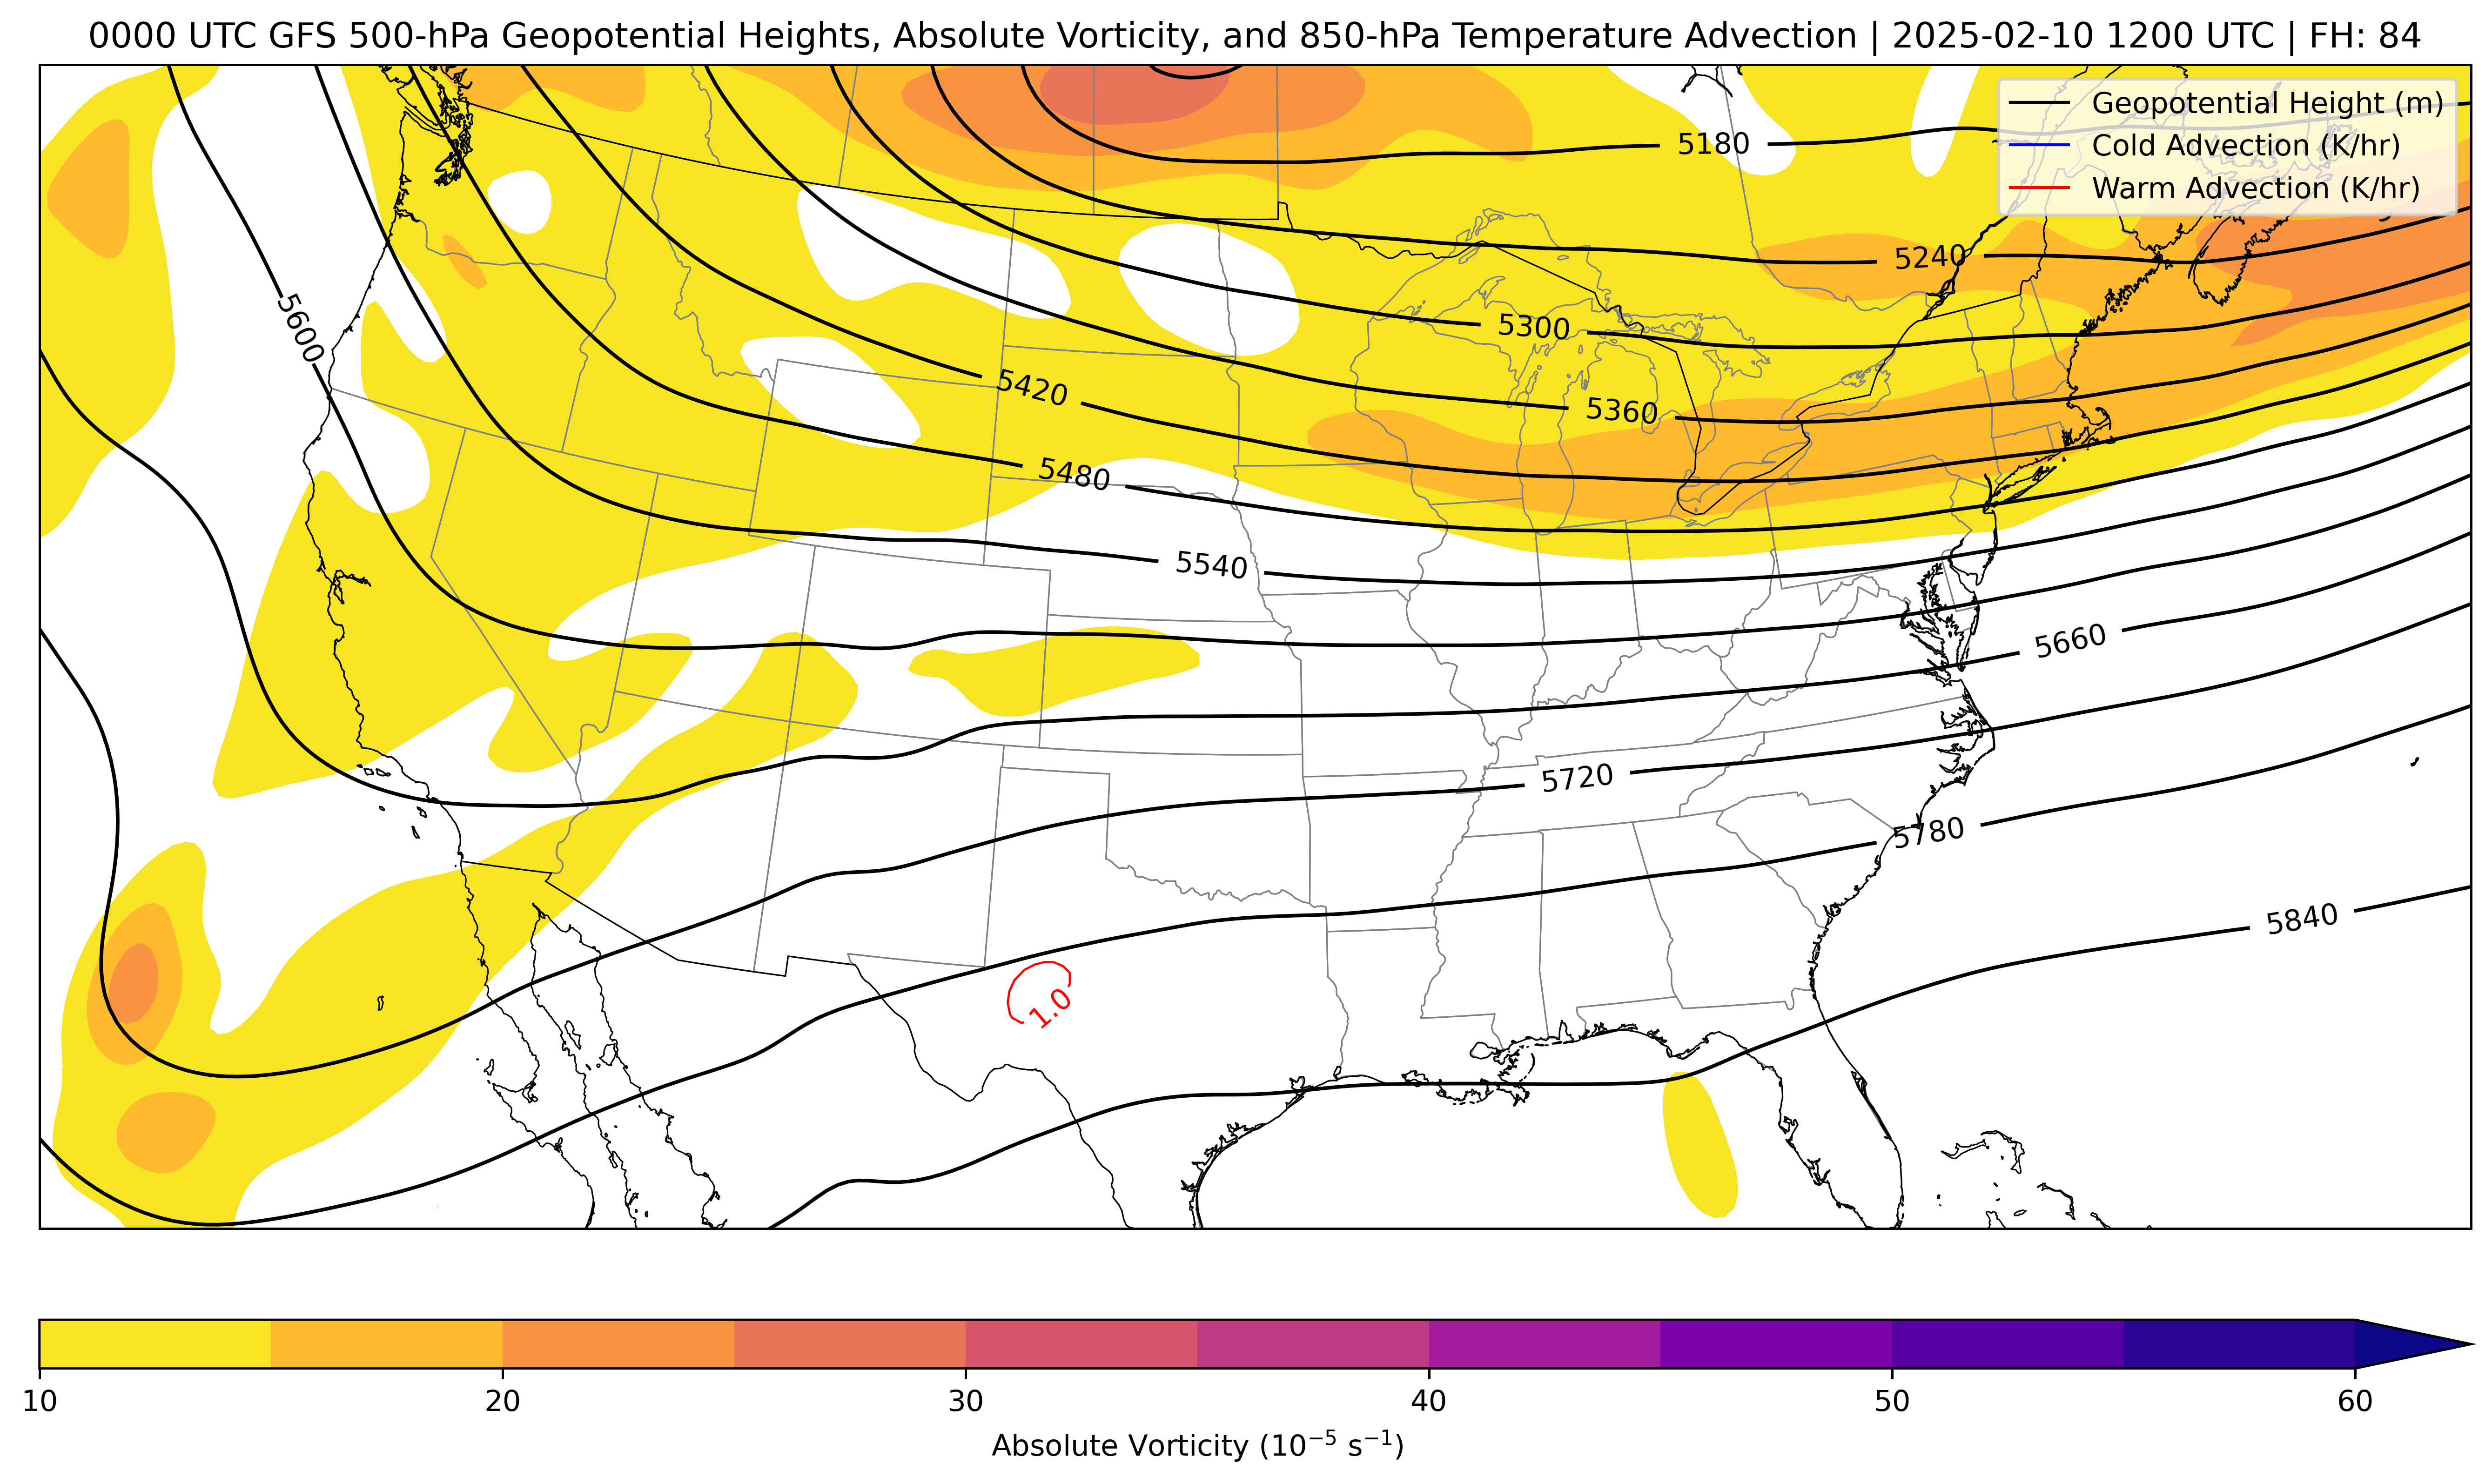 0000 UTC GFS 500-hPa Geopotential Heights, Absolute Vorticity, and 850-hPa Temperature Advection | 2025-02-10 1200 UTC | FH: 84
Geopotential Height (m)
Cold Advection (K/hr)
Warm Advection (K/hr)
5180
5240
5300
5600
5360
5420
5480
5540
5660
5720
5780
5840
1.0
10 20 30 40 50 60
Absolute Vorticity (10⁻⁵ s⁻¹)